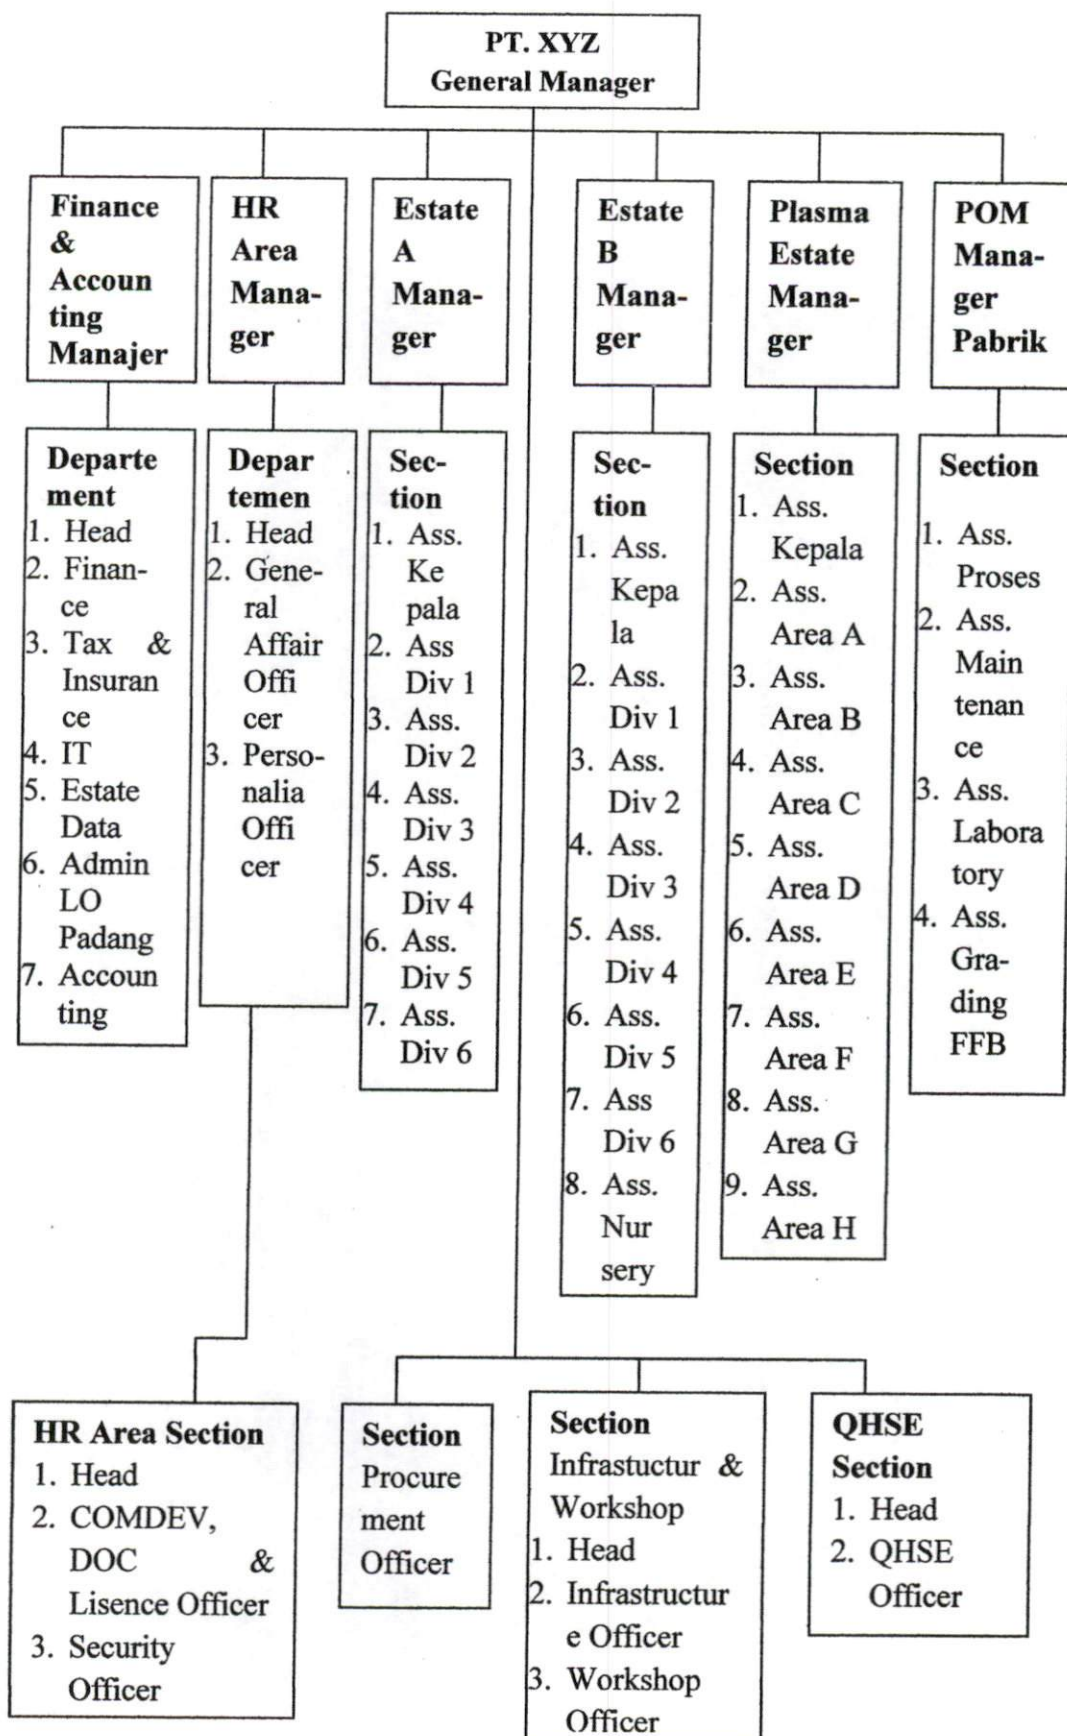 PT. XYZ
General Manager
Finance
&
Accoun
ting
Manajer
HR
Area
Mana-
ger
Estate
A
Mana-
ger
Estate
B
Mana-
ger
Plasma
Estate
Mana-
ger
POM
Mana-
ger
Pabrik
Departe
ment
1. Head
2. Finan-
ce
3. Tax &
Insuran
ce
4. IT
5. Estate
Data
6. Admin
LO
Padang
7. Accoun
ting
Depar
temen
1. Head
2. Gene-
ral
Affair
Offi
cer
3. Perso-
nalia
Offi
cer
Sec-
tion
1. Ass.
Ke
pala
2. Ass
Div 1
3. Ass.
Div 2
4. Ass.
Div 3
5. Ass.
Div 4
6. Ass.
Div 5
7. Ass.
Div 6
Sec-
tion
1. Ass.
Kepa
la
2. Ass.
Div 1
3. Ass.
Div 2
4. Ass.
Div 3
5. Ass.
Div 4
6. Ass.
Div 5
7. Ass
Div 6
8. Ass.
Nur
sery
Section
1. Ass.
Kepala
2. Ass.
Area A
3. Ass.
Area B
4. Ass.
Area C
5. Ass.
Area D
6. Ass.
Area E
7. Ass.
Area F
8. Ass.
Area G
9. Ass.
Area H
Section
1. Ass.
Proses
2. Ass.
Main
tenan
ce
3. Ass.
Labora
tory
4. Ass.
Gra-
ding
FFB
HR Area Section
1. Head
2. COMDEV,
DOC &
Lisence Officer
3. Security
Officer
Section
Procure
ment
Officer
Section
Infrastuctur &
Workshop
1. Head
2. Infrastructur
e Officer
3. Workshop
Officer
QHSE
Section
1. Head
2. QHSE
Officer